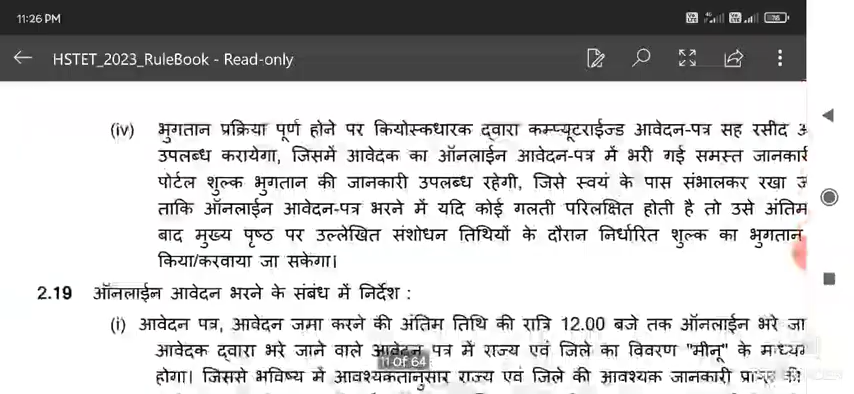 11:26 PM
HSTET_2023_RuleBook - Read-only
(iv) भुगतान प्रक्रिया पूर्ण होने पर कियोस्कधारक द्वारा कम्प्यूटराईज्ड आवेदन-पत्र सह रसीद
उपलब्ध करायेगा, जिसमें आवेदक का ऑनलाईन आवेदन-पत्र में भरी गई समस्त
पोर्टल शुल्क भुगतान की जानकारी उपलब्ध रहेगी, जिसे स्वयं के पास संभालकर रखा
ताकि ऑनलाईन आवेदन-पत्र भरने में यदि कोई गलती परिलक्षित होती है तो उसे अंतिम
बाद मुख्य पृष्ठ पर उल्लेखित संशोधन तिथियों के दौरान निर्धारित शुल्क का भुगतान
किया/करवाया जा सकेगा।
2.19 ऑनलाईन आवेदन भरने के संबंध में निर्देश :
(i) आवेदन पत्र, आवेदन जमा करने की अंतिम तिथि की रात्रि 12.00 बजे तक ऑनलाईन भरे जा
आवेदक द्वारा भरे जाने वाले आवेदन पत्र में राज्य एवं जिले का विवरण "मीनू" के माध्यम
11 OF 64
होगा। जिससे भविष्य में आवश्यकतानुसार राज्य एवं जिले की आवश्यक जानकारी प्राप्त की